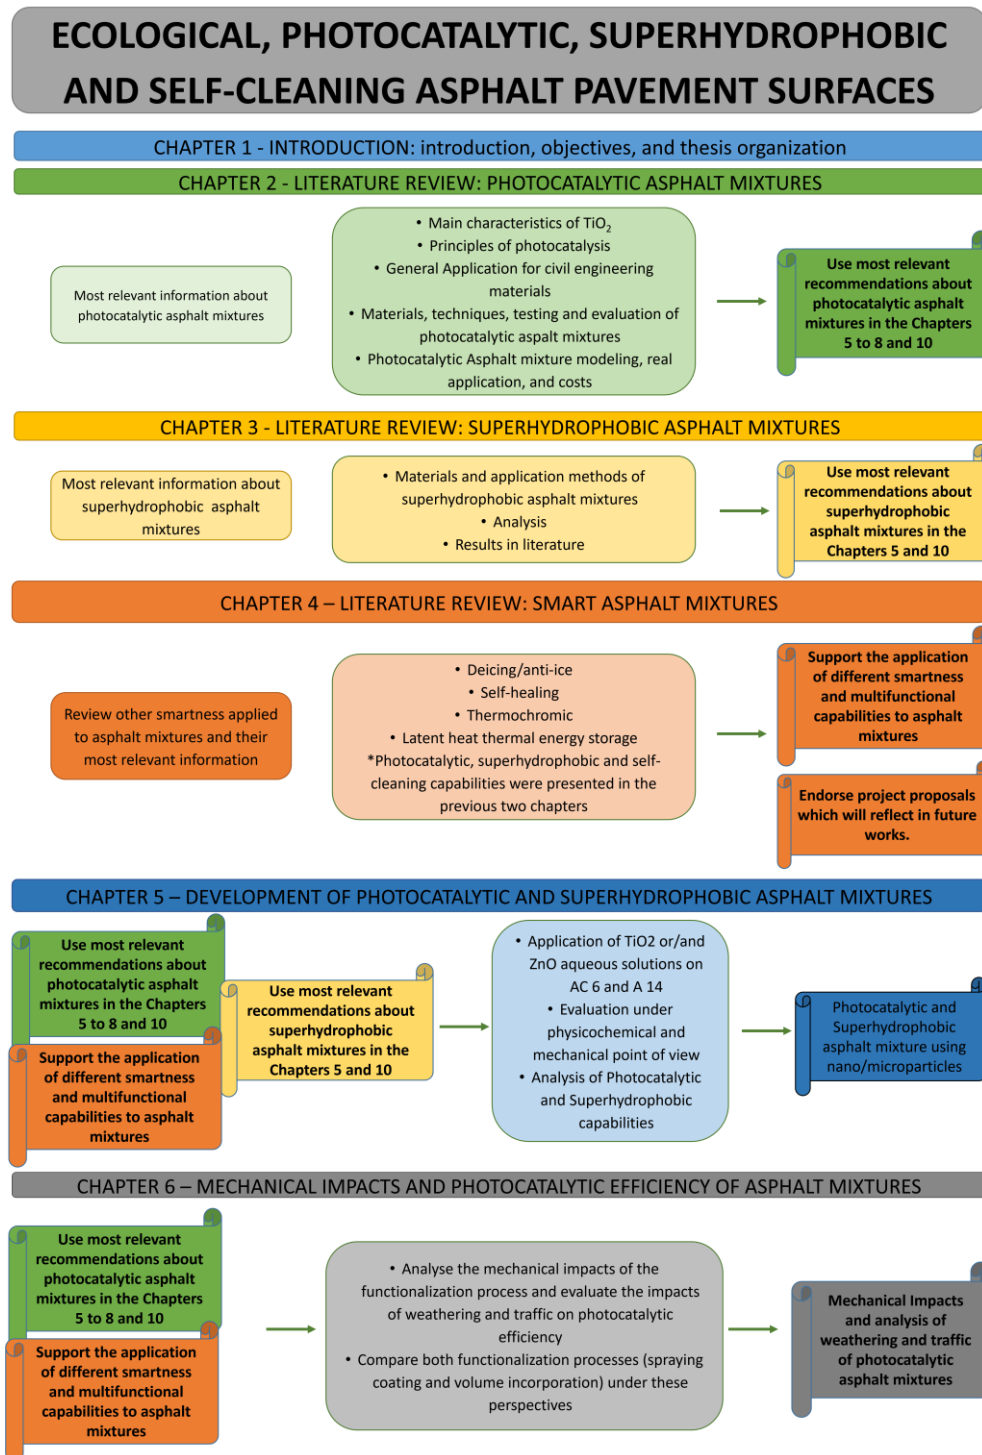 ECOLOGICAL, PHOTOCATALYTIC, SUPERHYDROPHOBIC
AND SELF-CLEANING ASPHALT PAVEMENT SURFACES
CHAPTER 1 - INTRODUCTION: introduction, objectives, and thesis organization
CHAPTER 2 - LITERATURE REVIEW: PHOTOCATALYTIC ASPHALT MIXTURES
Most relevant information about
photocatalytic asphalt mixtures
• Main characteristics of TiO₂
• Principles of photocatalysis
• General Application for civil engineering
materials
• Materials, techniques, testing and evaluation of
photocatalytic aspalt mixtures
• Photocatalytic Asphalt mixture modeling, real
application, and costs
Use most relevant
recommendations about
photocatalytic asphalt
mixtures in the Chapters
5 to 8 and 10
CHAPTER 3 - LITERATURE REVIEW: SUPERHYDROPHOBIC ASPHALT MIXTURES
Most relevant information about
superhydrophobic asphalt
mixtures
• Materials and application methods of
superhydrophobic asphalt mixtures
• Analysis
• Results in literature
Use most relevant
recommendations about
superhydrophobic
asphalt mixtures in the
Chapters 5 and 10
CHAPTER 4 – LITERATURE REVIEW: SMART ASPHALT MIXTURES
Review other smartness applied
to asphalt mixtures and their
most relevant information
• Deicing/anti-ice
• Self-healing
• Thermochromic
• Latent heat thermal energy storage
*Photocatalytic, superhydrophobic and self-
cleaning capabilities were presented in the
previous two chapters
Support the application
of different smartness
and multifunctional
capabilities to asphalt
mixtures
Endorse project proposals
which will reflect in future
works.
CHAPTER 5 – DEVELOPMENT OF PHOTOCATALYTIC AND SUPERHYDROPHOBIC ASPHALT MIXTURES
Use most relevant
recommendations about
photocatalytic asphalt
mixtures in the Chapters
5 to 8 and 10
Support the application
of different smartness
and multifunctional
capabilities to asphalt
mixtures
Use most relevant
recommendations about
superhydrophobic
asphalt mixtures in the
Chapters 5 and 10
• Application of TiO2 or/and
ZnO aqueous solutions on
AC 6 and A 14
• Evaluation under
physicochemical and
mechanical point of view
• Analysis of Photocatalytic
and Superhydrophobic
capabilities
Photocatalytic and
Superhydrophobic
asphalt mixture using
nano/microparticles
CHAPTER 6 – MECHANICAL IMPACTS AND PHOTOCATALYTIC EFFICIENCY OF ASPHALT MIXTURES
Use most relevant
recommendations about
photocatalytic asphalt
mixtures in the Chapters
5 to 8 and 10
Support the application
of different smartness
and multifunctional
capabilities to asphalt
mixtures
• Analyse the mechanical impacts of the
functionalization process and evaluate the impacts
of weathering and traffic on photocatalytic
efficiency
• Compare both functionalization processes (spraying
coating and volume incorporation) under these
perspectives
Mechanical Impacts
and analysis of
weathering and traffic
of photocatalytic
asphalt mixtures